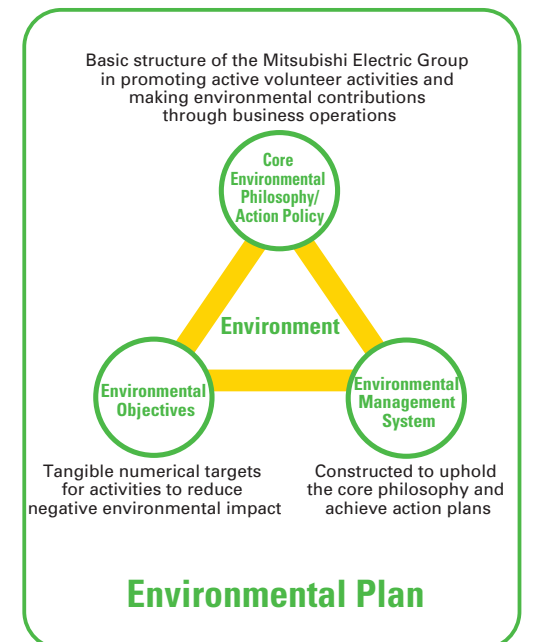 Basic structure of the Mitsubishi Electric Group
in promoting active volunteer activities and
making environmental contributions
through business operations
Core
Environmental
Philosophy/
Action Policy
Environment
Environmental
Objectives
Environmental
Management
System
Tangible numerical targets
for activities to reduce
negative environmental impact
Constructed to uphold
the core philosophy and
achieve action plans
Environmental Plan